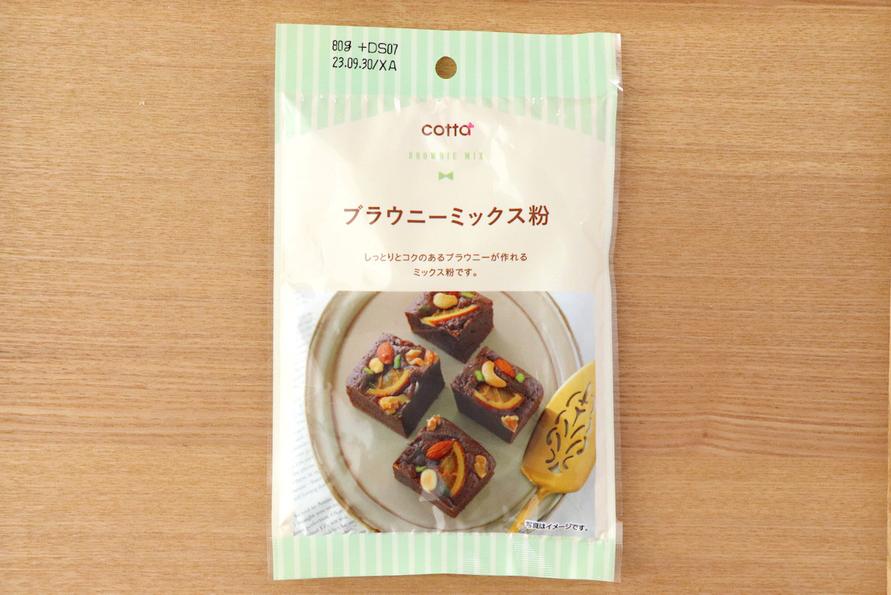 80g +DS07
23.09.30/XA
cotta
BROWNIE MIX
ブラウニーミックス粉
しっとりとコクのあるブラウニーが作れる
ミックス粉です。
写真はイメージです。